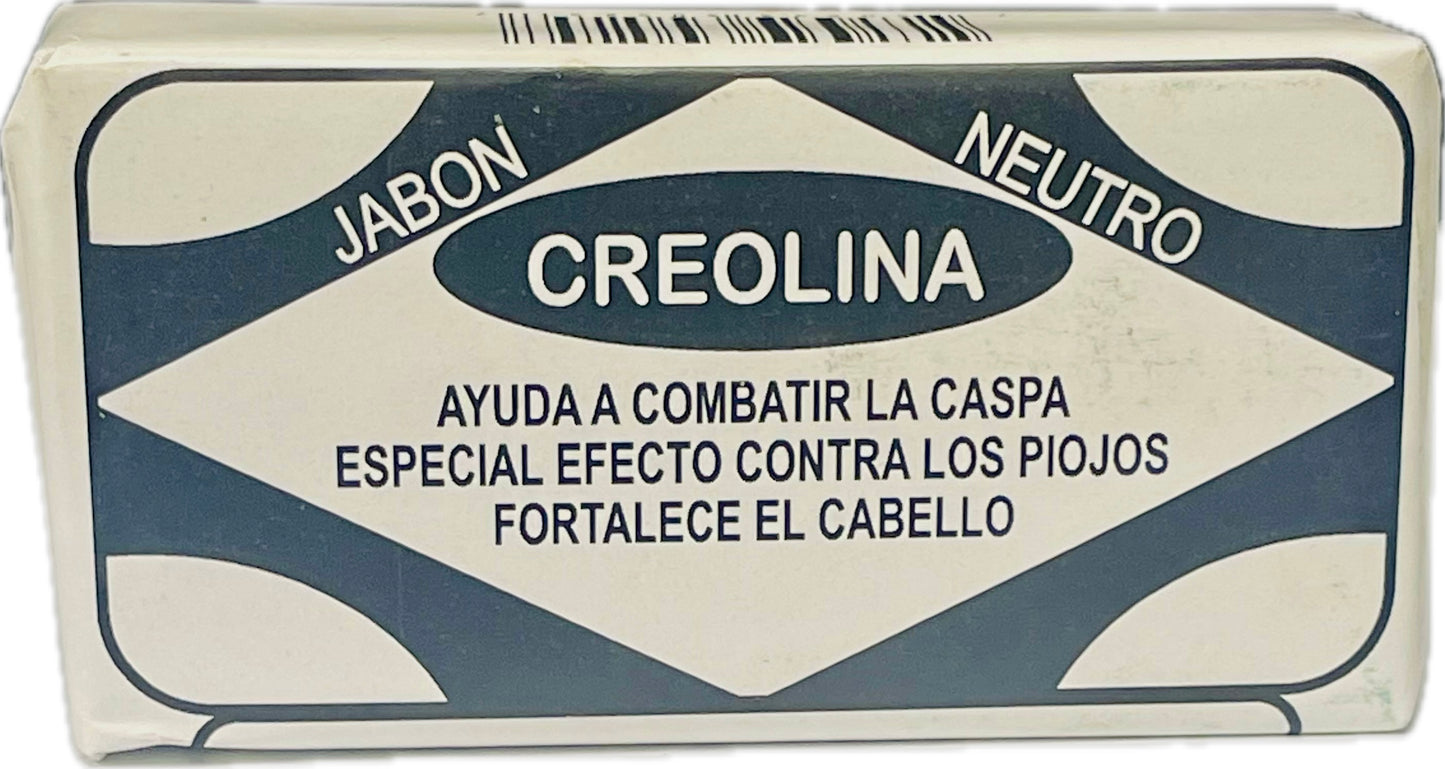 JABON NEUTRO
CREOLINA
AYUDA A COMBATIR LA CASPA
ESPECIAL EFECTO CONTRA LOS PIOJOS
FORTALECE EL CABELLO